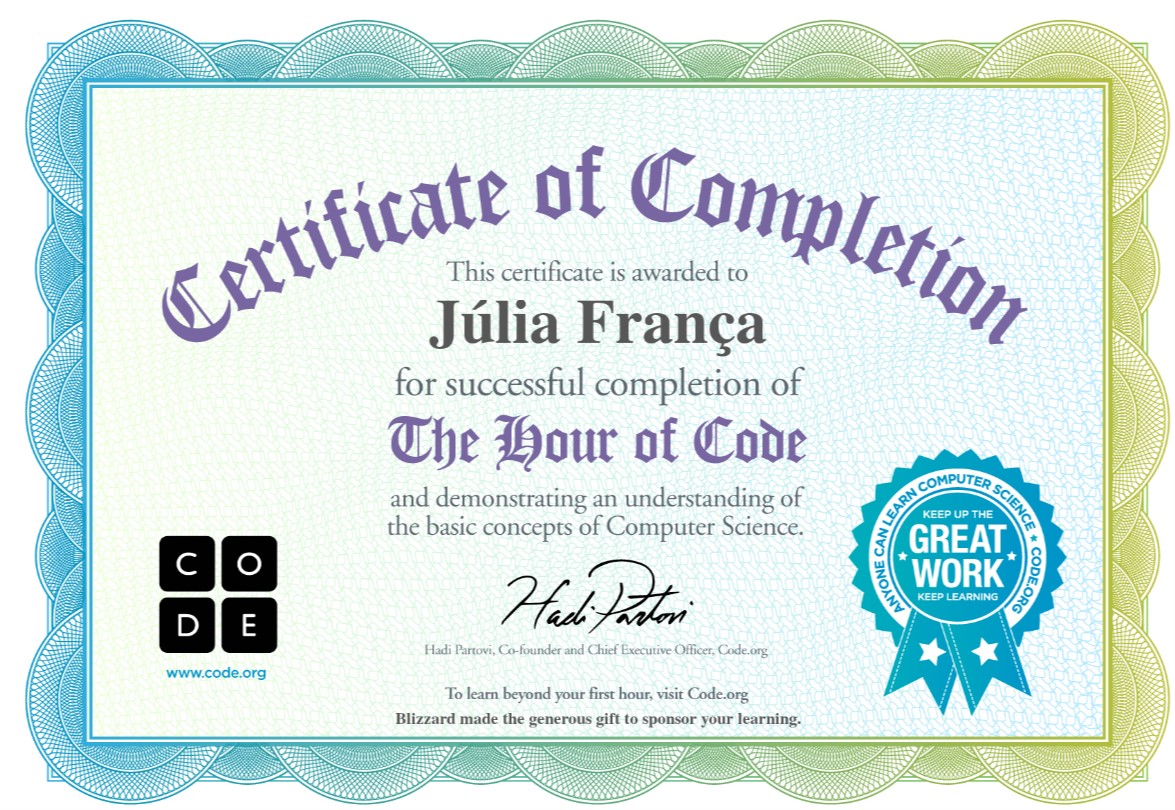 Certificate of Completion
This certificate is awarded to
Júlia França
for successful completion of
The Hour of Code
and demonstrating an understanding of
the basic concepts of Computer Science.
C O
D E
www.code.org
Hadi Partovi
Hadi Partovi, Co-founder and Chief Executive Officer, Code.org
ANYONE CAN LEARN COMPUTER SCIENCE ★ CODE.ORG
KEEP UP THE
GREAT
WORK
KEEP LEARNING
To learn beyond your first hour, visit Code.org
Blizzard made the generous gift to sponsor your learning.